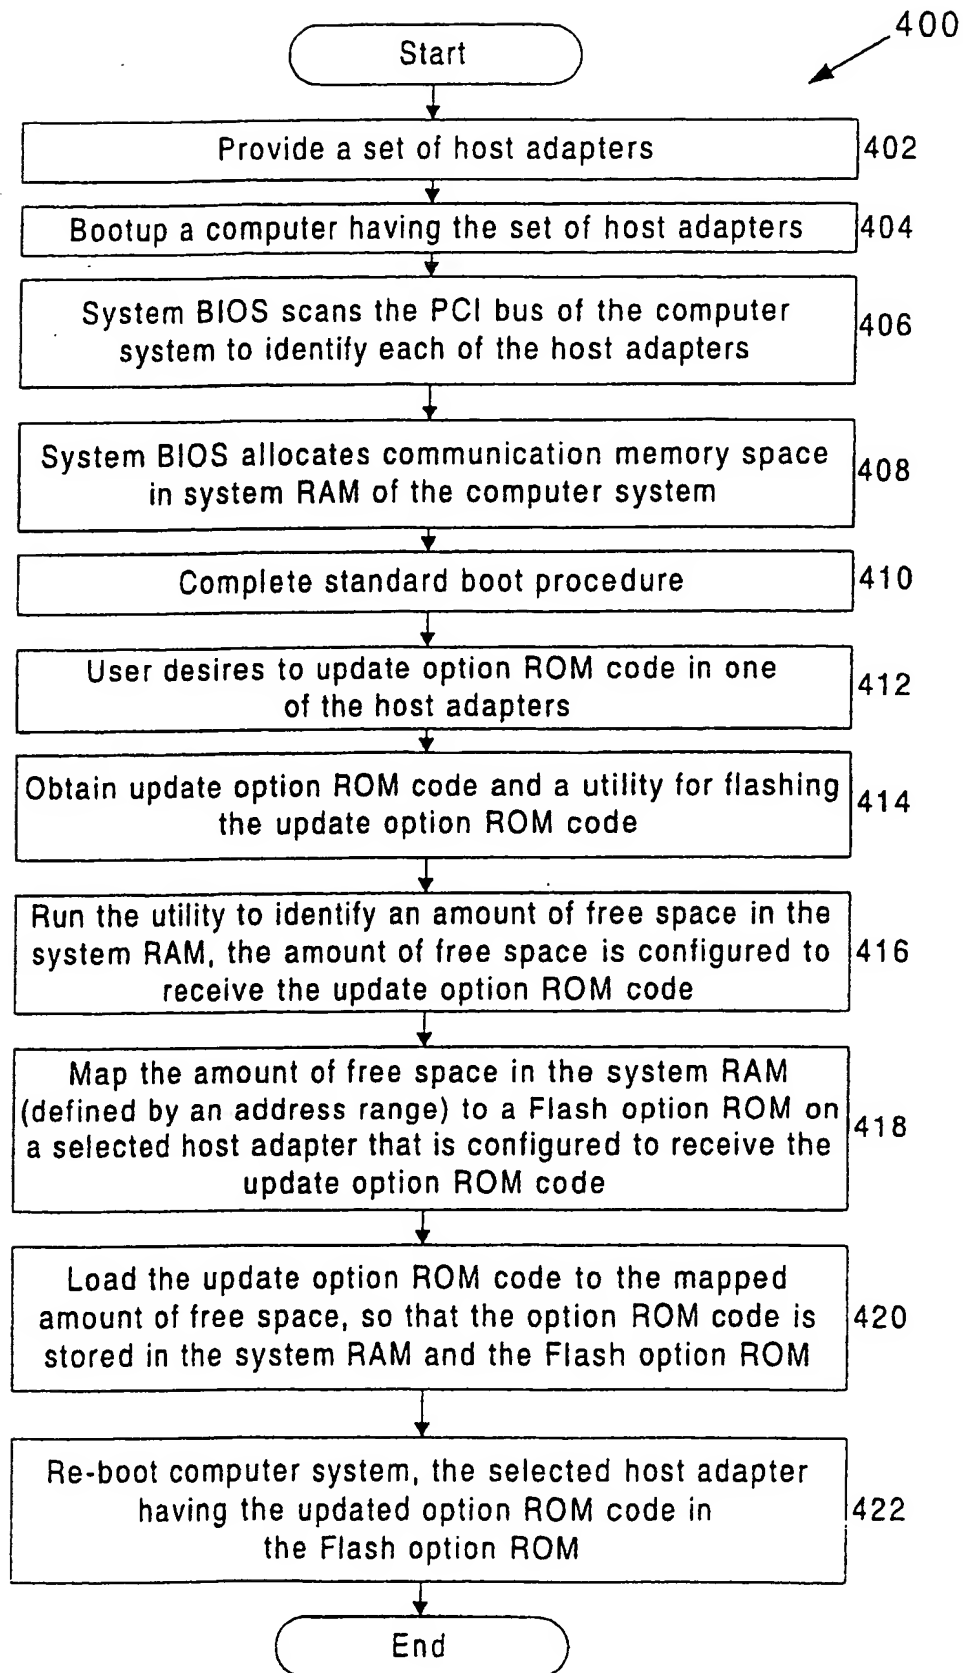 400
Start
Provide a set of host adapters
402
Bootup a computer having the set of host adapters
404
System BIOS scans the PCI bus of the computer
system to identify each of the host adapters
406
System BIOS allocates communication memory space
in system RAM of the computer system
408
Complete standard boot procedure
410
User desires to update option ROM code in one
of the host adapters
412
Obtain update option ROM code and a utility for flashing
the update option ROM code
414
Run the utility to identify an amount of free space in the
system RAM, the amount of free space is configured to
receive the update option ROM code
416
Map the amount of free space in the system RAM
(defined by an address range) to a Flash option ROM on
a selected host adapter that is configured to receive the
update option ROM code
418
Load the update option ROM code to the mapped
amount of free space, so that the option ROM code is
stored in the system RAM and the Flash option ROM
420
Re-boot computer system, the selected host adapter
having the updated option ROM code in
the Flash option ROM
422
End